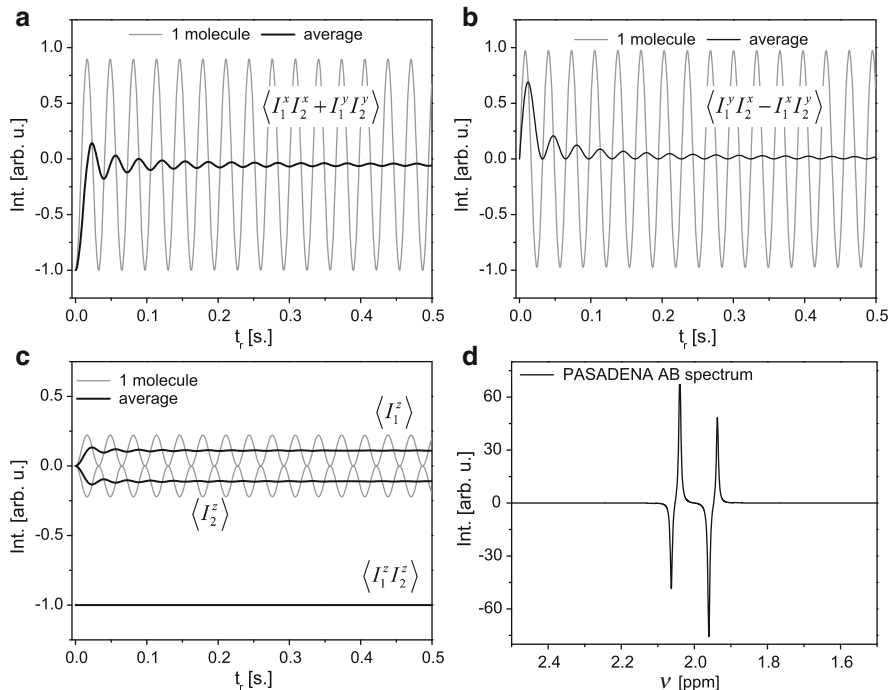 a
1 molecule average
1.0
0.5
0.0
-0.5
-1.0
Int. [arb. u.]
⟨I₁ˣI₂ˣ + I₁ʸI₂ʸ⟩
0.0 0.1 0.2 0.3 0.4 0.5
tᵣ [s.]
b
1 molecule average
1.0
0.5
0.0
-0.5
-1.0
Int. [arb. u.]
⟨I₁ʸI₂ˣ − I₁ˣI₂ʸ⟩
0.0 0.1 0.2 0.3 0.4 0.5
tᵣ [s.]
c
1 molecule
average
0.5
0.0
-0.5
-1.0
Int. [arb. u.]
⟨I₁ᶻ⟩
⟨I₂ᶻ⟩
⟨I₁ᶻI₂ᶻ⟩
0.0 0.1 0.2 0.3 0.4 0.5
tᵣ [s.]
d
PASADENA AB spectrum
60
30
0
-30
-60
Int. [arb. u.]
2.4 2.2 2.0 1.8 1.6
ν [ppm]